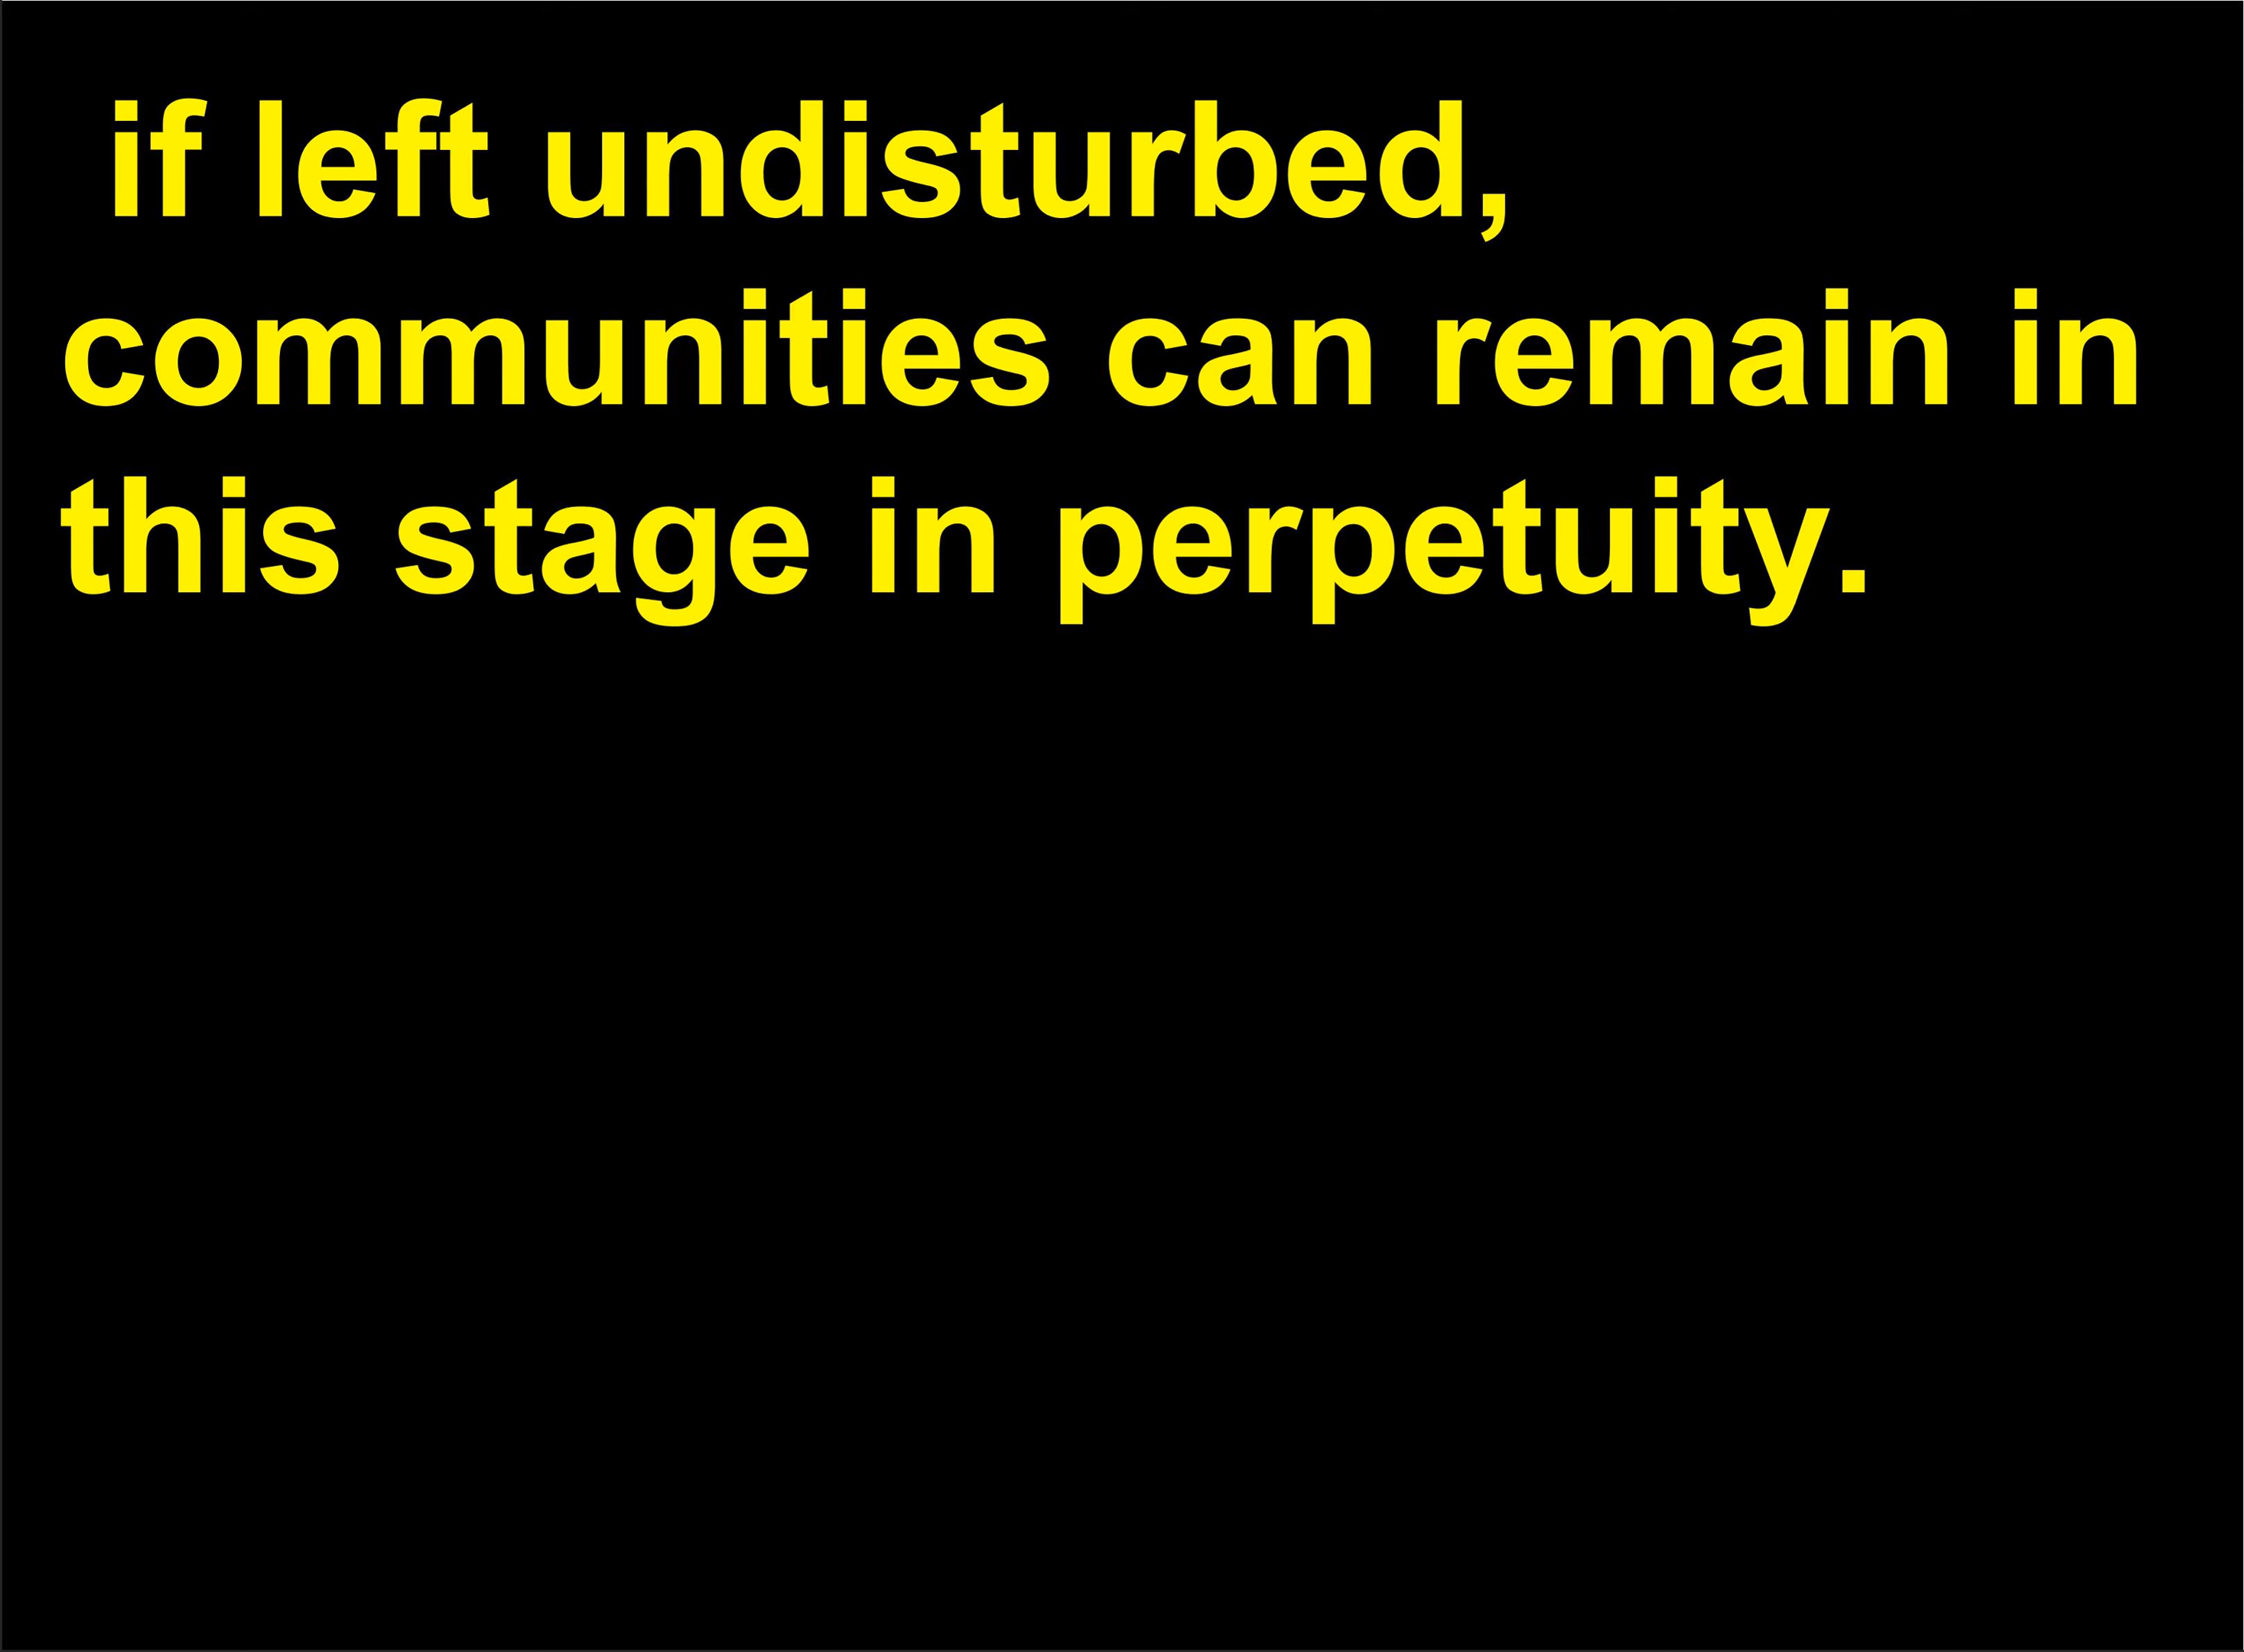 if left undisturbed,
communities can remain in
this stage in perpetuity.